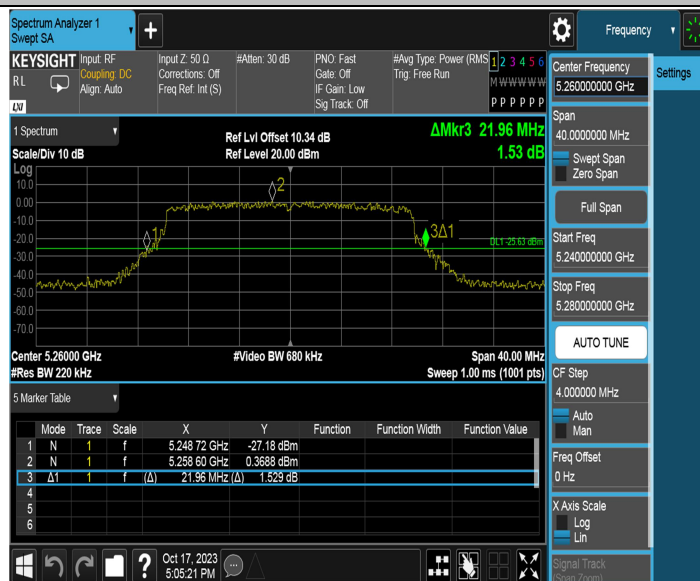 Spectrum Analyzer 1
Swept SA
+
Frequency
KEYSIGHT
RL
LXI
Input: RF
Coupling: DC
Align: Auto
Input Z: 50 Ω
Corrections: Off
Freq Ref: Int (S)
#Atten: 30 dB
PNO: Fast
Gate: Off
IF Gain: Low
Sig Track: Off
#Avg Type: Power (RMS
Trig: Free Run
1 2 3 4 5 6
M W W W W W
P P P P P P
Center Frequency
5.260000000 GHz
Settings
Span
40.0000000 MHz
Swept Span
Zero Span
Full Span
Start Freq
5.240000000 GHz
Stop Freq
5.280000000 GHz
AUTO TUNE
CF Step
4.000000 MHz
Auto
Man
Freq Offset
0 Hz
X Axis Scale
Log
Lin
Signal Track
(Span Zoom)
1 Spectrum
Scale/Div 10 dB
Ref Lvl Offset 10.34 dB
Ref Level 20.00 dBm
ΔMkr3 21.96 MHz
1.53 dB
Log
10.0
0.00
-10.0
-20.0
-30.0
-40.0
-50.0
-60.0
-70.0
1
2
3Δ1
DL1 -25.63 dBm
Center 5.26000 GHz
#Res BW 220 kHz
#Video BW 680 kHz
Span 40.00 MHz
Sweep 1.00 ms (1001 pts)
5 Marker Table
Mode Trace Scale X Y Function Function Width Function Value
1 N 1 f 5.248 72 GHz -27.18 dBm
2 N 1 f 5.258 60 GHz 0.3688 dBm
3 Δ1 1 f (Δ) 21.96 MHz (Δ) 1.529 dB
4
5
6
?
Oct 17, 2023
5:05:21 PM